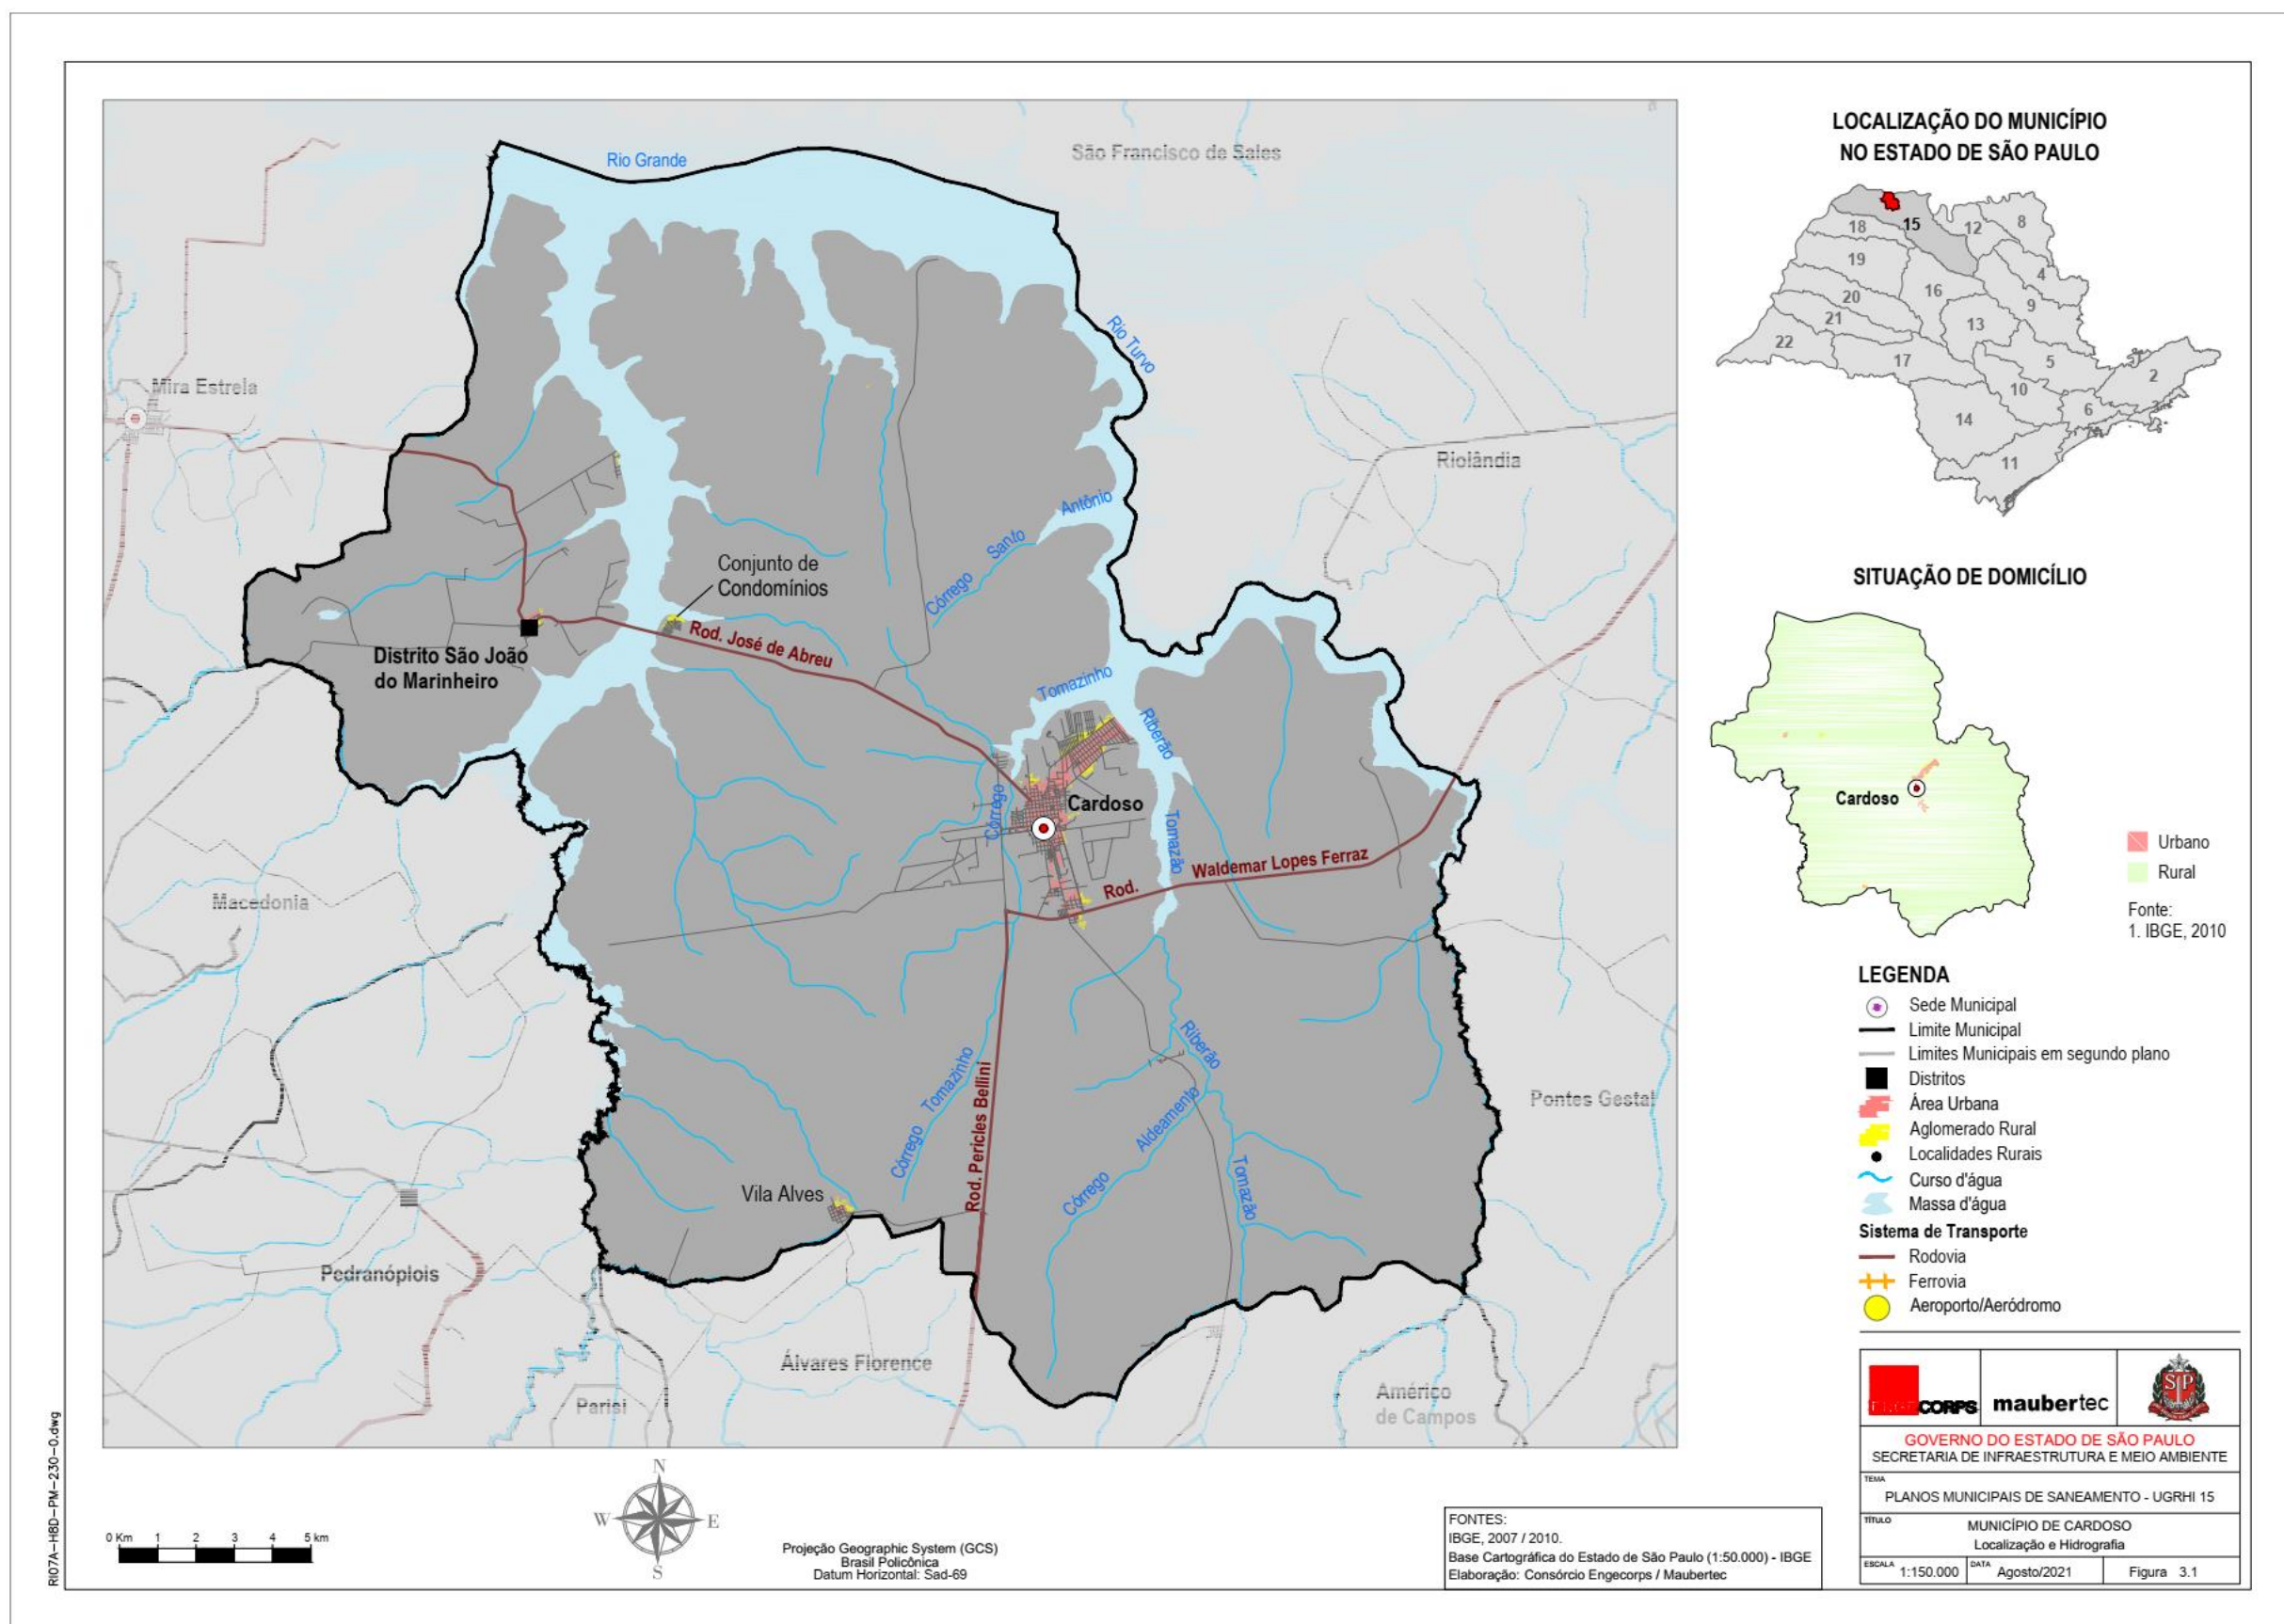 Rio Grande
São Francisco de Sales
Rio Turvo
Mira Estrela
Riolândia
Antônio
Santo
Córrego
Conjunto de
Condomínios
Rod. José de Abreu
Distrito São João
do Marinheiro
Tomazinho
Riberão
Cardoso
Córrego
Tomazão
Waldemar Lopes Ferraz
Rod.
Macedonia
Riberão
Tomazinho
Córrego
Rod. Pericles Bellini
Aldeamento
Córrego
Tomazão
Pontes Gestal
Vila Alves
Pedranóplois
Álvares Florence
Parisi
Américo
de Campos
LOCALIZAÇÃO DO MUNICÍPIO
NO ESTADO DE SÃO PAULO
15
18
12
8
19
4
20
16
9
21
13
22
17
5
2
10
6
3
14
7
11
SITUAÇÃO DE DOMICÍLIO
Cardoso
Urbano
Rural
Fonte:
1. IBGE, 2010
LEGENDA
Sede Municipal
Limite Municipal
Limites Municipais em segundo plano
Distritos
Área Urbana
Aglomerado Rural
Localidades Rurais
Curso d'água
Massa d'água
Sistema de Transporte
Rodovia
Ferrovia
Aeroporto/Aeródromo
CORPS
maubertec
SP
GOVERNO DO ESTADO DE SÃO PAULO
SECRETARIA DE INFRAESTRUTURA E MEIO AMBIENTE
TEMA
PLANOS MUNICIPAIS DE SANEAMENTO - UGRHI 15
TÍTULO
MUNICÍPIO DE CARDOSO
Localização e Hidrografia
ESCALA 1:150.000 DATA Agosto/2021 Figura 3.1
FONTES:
IBGE, 2007 / 2010.
Base Cartográfica do Estado de São Paulo (1:50.000) - IBGE
Elaboração: Consórcio Engecorps / Maubertec
N
W E
S
Projeção Geographic System (GCS)
Brasil Policônica
Datum Horizontal: Sad-69
0 Km 1 2 3 4 5 km
RI07A-H8D-PM-230-0.dwg